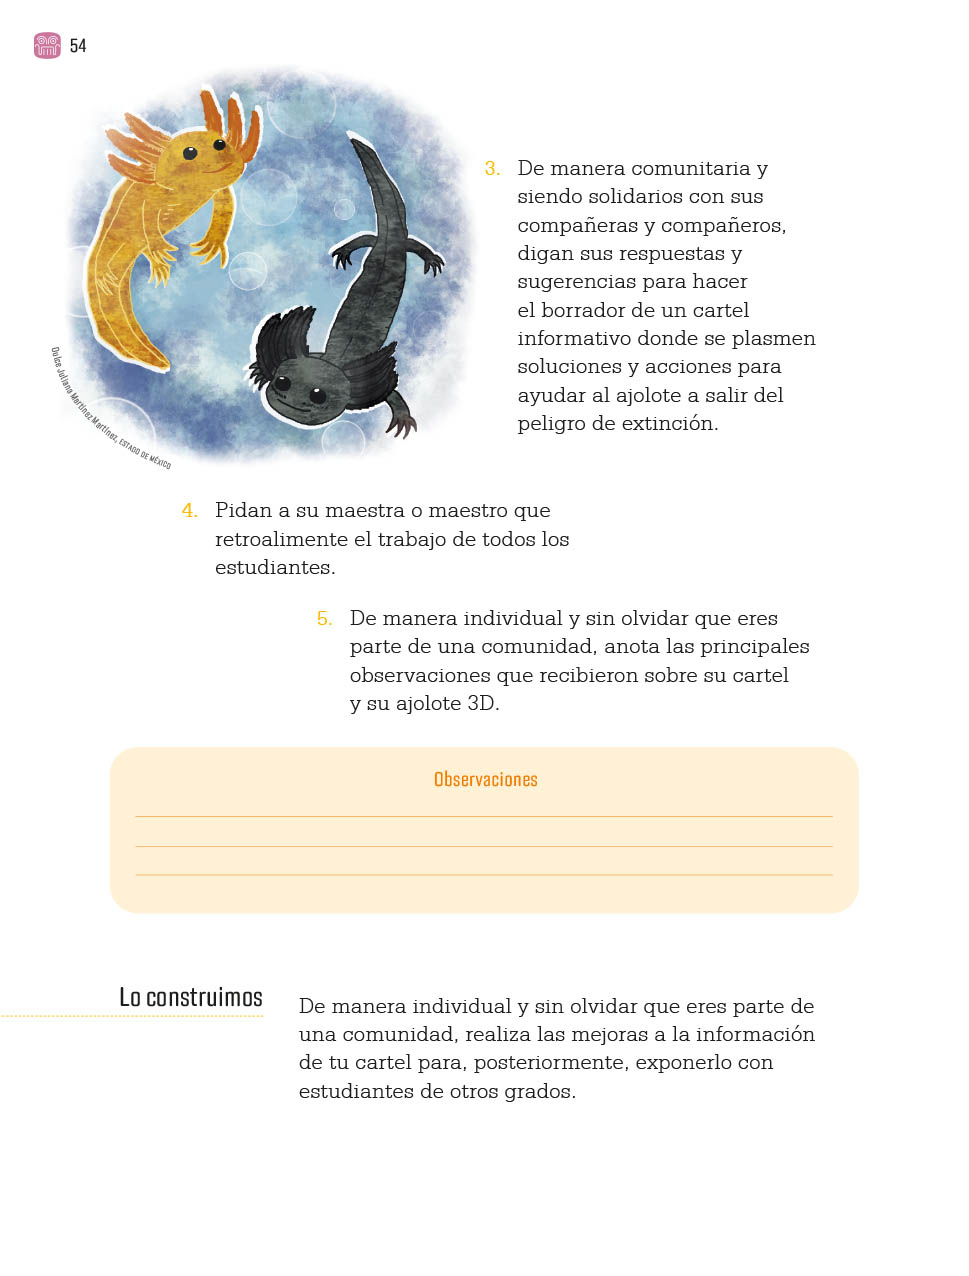 54
3. De manera comunitaria y
siendo solidarios con sus
compañeras y compañeros,
digan sus respuestas y
sugerencias para hacer
el borrador de un cartel
informativo donde se plasmen
soluciones y acciones para
ayudar al ajolote a salir del
peligro de extinción.
Dulce Juliana Martínez Martínez, ESTADO DE MÉXICO
4. Pidan a su maestra o maestro que
retroalimente el trabajo de todos los
estudiantes.
5. De manera individual y sin olvidar que eres
parte de una comunidad, anota las principales
observaciones que recibieron sobre su cartel
y su ajolote 3D.
Observaciones
Lo construimos
De manera individual y sin olvidar que eres parte de
una comunidad, realiza las mejoras a la información
de tu cartel para, posteriormente, exponerlo con
estudiantes de otros grados.